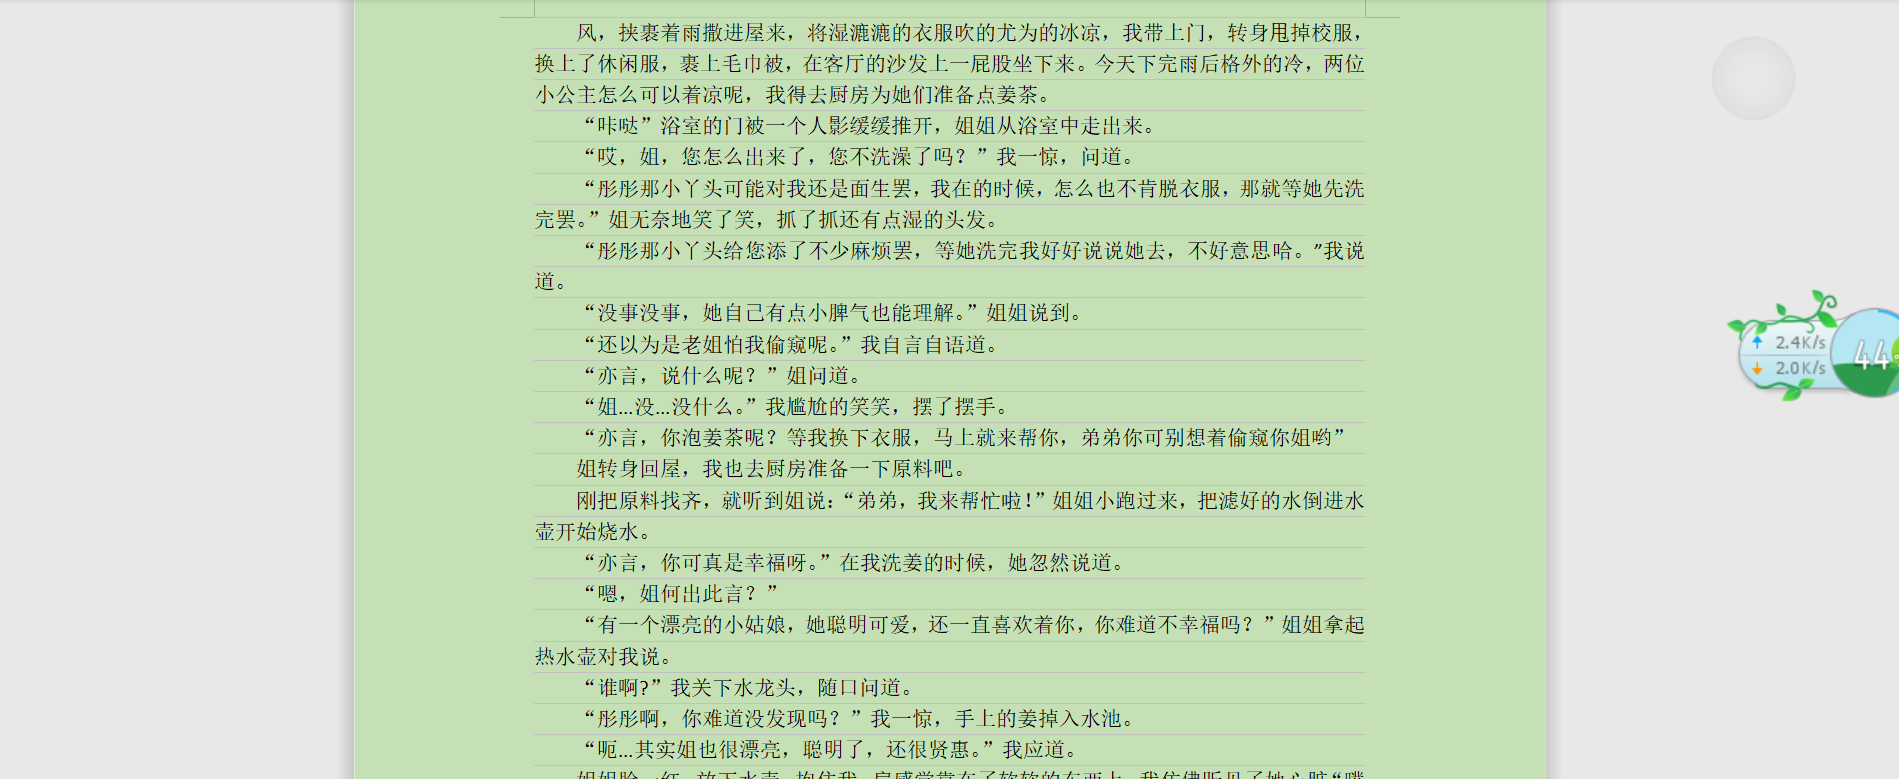 风，挟裹着雨撒进屋来，将湿漉漉的衣服吹的尤为的冰凉，我带上门，转身甩掉校服，
换上了休闲服，裹上毛巾被，在客厅的沙发上一屁股坐下来。今天下完雨后格外的冷，两位
小公主怎么可以着凉呢，我得去厨房为她们准备点姜茶。
“咔哒”浴室的门被一个人影缓缓推开，姐姐从浴室中走出来。
“哎，姐，您怎么出来了，您不洗澡了吗？”我一惊，问道。
“彤彤那小丫头可能对我还是面生罢，我在的时候，怎么也不肯脱衣服，那就等她先洗
完罢。”姐无奈地笑了笑，抓了抓还有点湿的头发。
“彤彤那小丫头给您添了不少麻烦罢，等她洗完我好好说说她去，不好意思哈。”我说
道。
“没事没事，她自己有点小脾气也能理解。”姐姐说到。
“还以为是老姐怕我偷窥呢。”我自言自语道。
“亦言，说什么呢？”姐问道。
“姐...没...没什么。”我尴尬的笑笑，摆了摆手。
“亦言，你泡姜茶呢？等我换下衣服，马上就来帮你，弟弟你可别想着偷窥你姐哟”
姐转身回屋，我也去厨房准备一下原料吧。
刚把原料找齐，就听到姐说：“弟弟，我来帮忙啦！”姐姐小跑过来，把滤好的水倒进水
壶开始烧水。
“亦言，你可真是幸福呀。”在我洗姜的时候，她忽然说道。
“嗯，姐何出此言？”
“有一个漂亮的小姑娘，她聪明可爱，还一直喜欢着你，你难道不幸福吗？”姐姐拿起
热水壶对我说。
“谁啊?”我关下水龙头，随口问道。
“彤彤啊，你难道没发现吗？”我一惊，手上的姜掉入水池。
“呃...其实姐也很漂亮，聪明了，还很贤惠。”我应道。
2.4K/s
2.0K/s
44